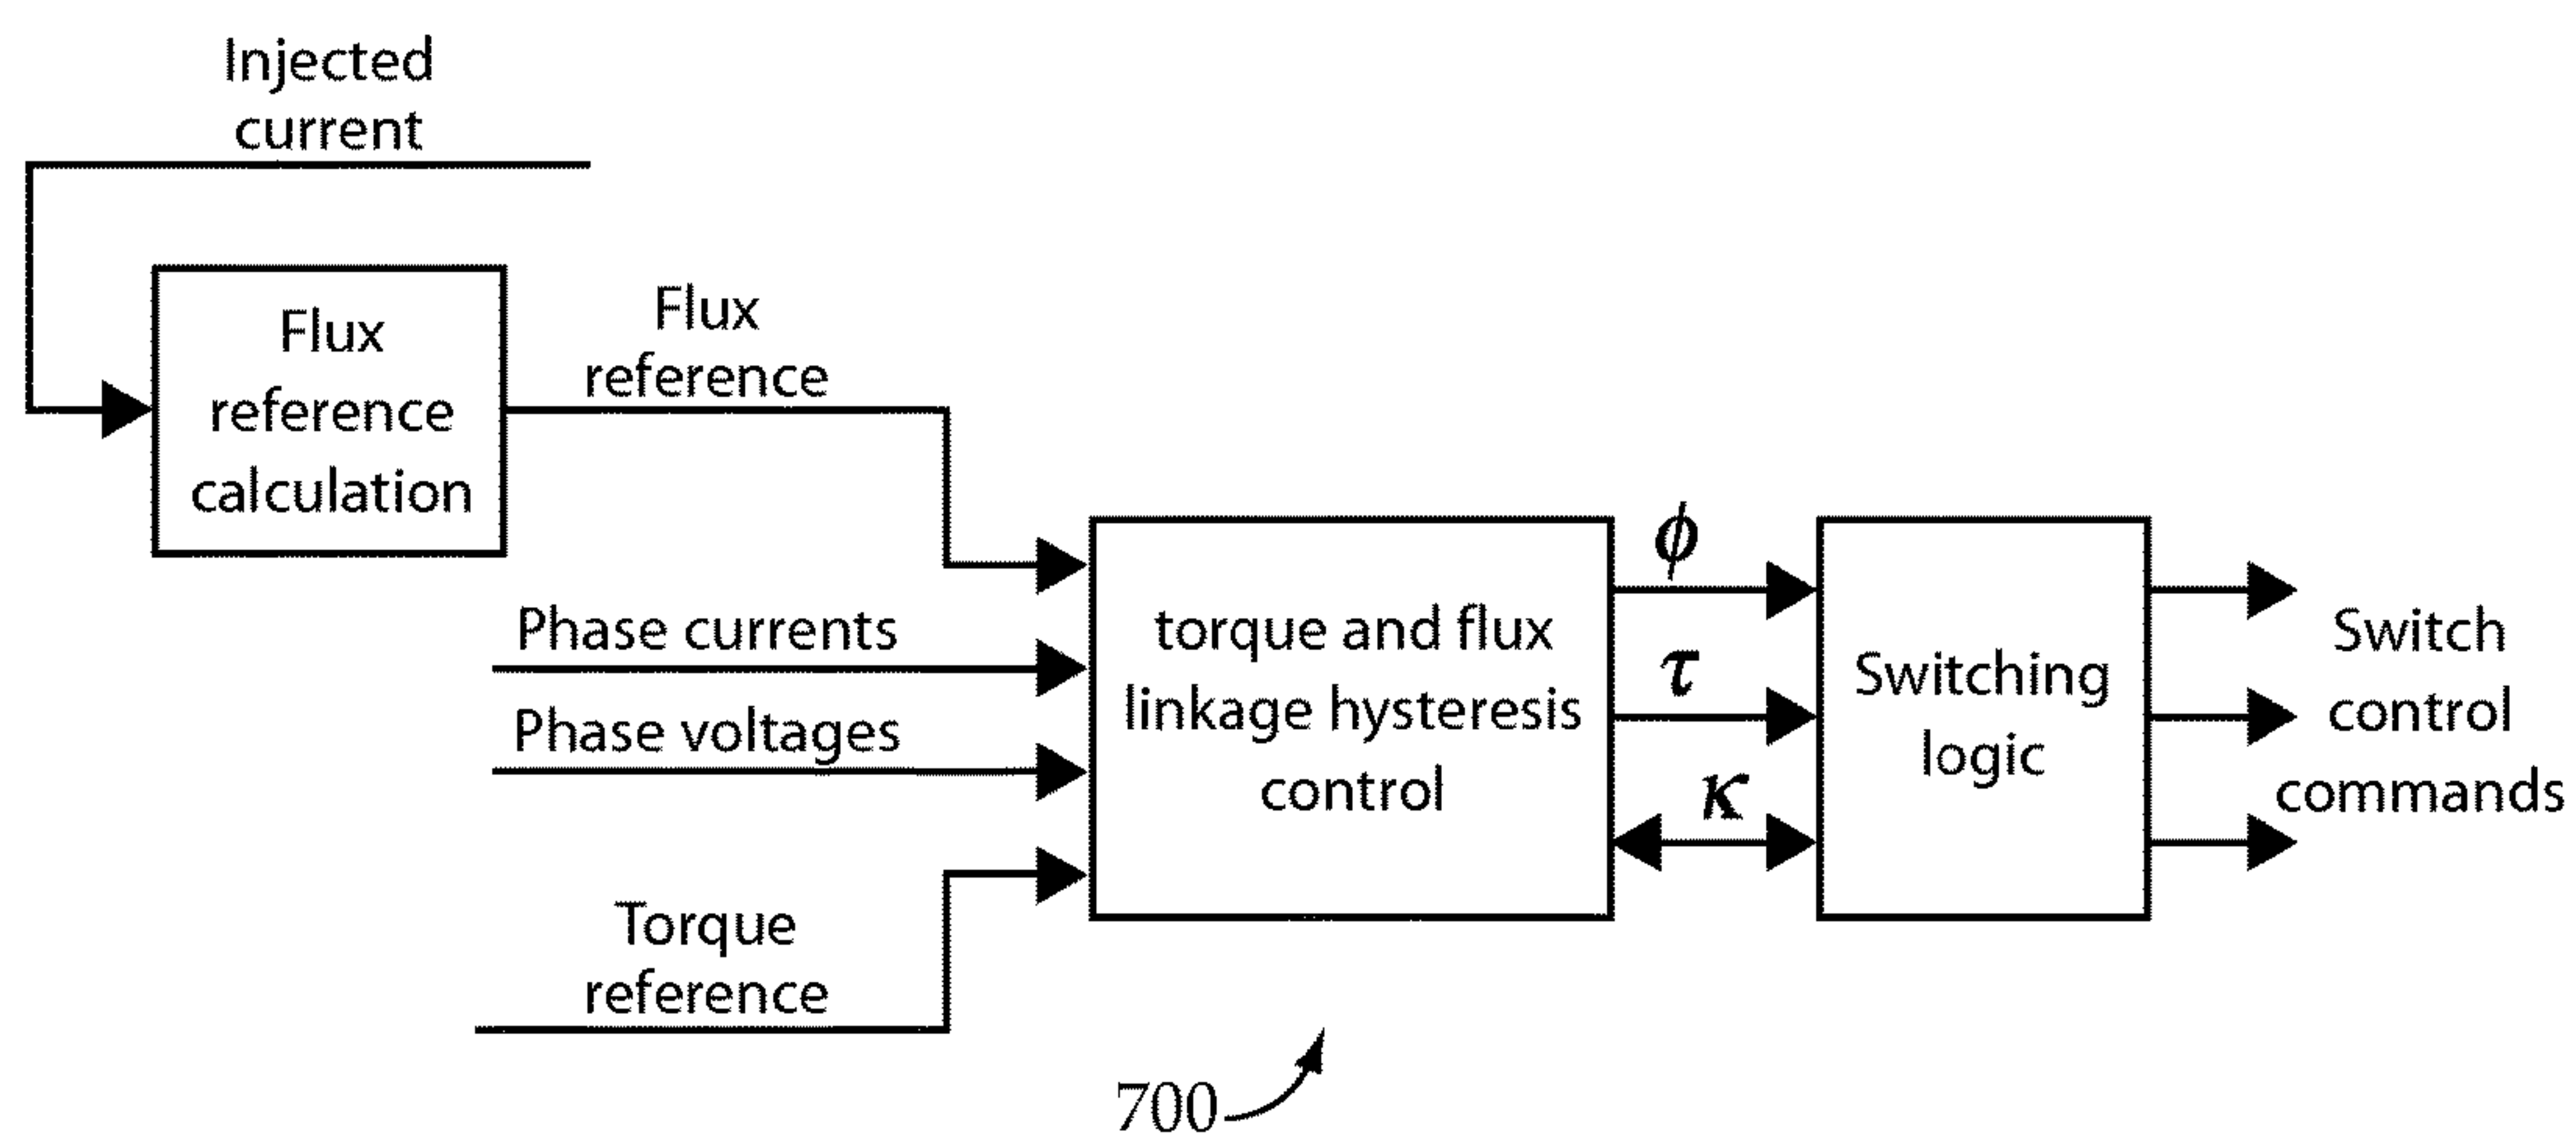 Injected
current
Flux
reference
calculation
Flux
reference
Phase currents
Phase voltages
Torque
reference
torque and flux
linkage hysteresis
control
ϕ
τ
κ
Switching
logic
Switch
control
commands
700